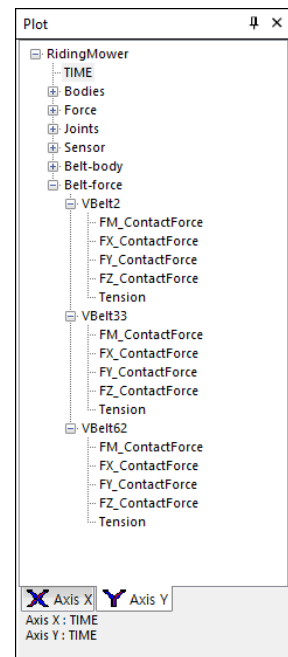 Plot
RidingMower
TIME
Bodies
Force
Joints
Sensor
Belt-body
Belt-force
VBelt2
FM_ContactForce
FX_ContactForce
FY_ContactForce
FZ_ContactForce
Tension
VBelt33
FM_ContactForce
FX_ContactForce
FY_ContactForce
FZ_ContactForce
Tension
VBelt62
FM_ContactForce
FX_ContactForce
FY_ContactForce
FZ_ContactForce
Tension
X Axis X Y Axis Y
Axis X : TIME
Axis Y : TIME